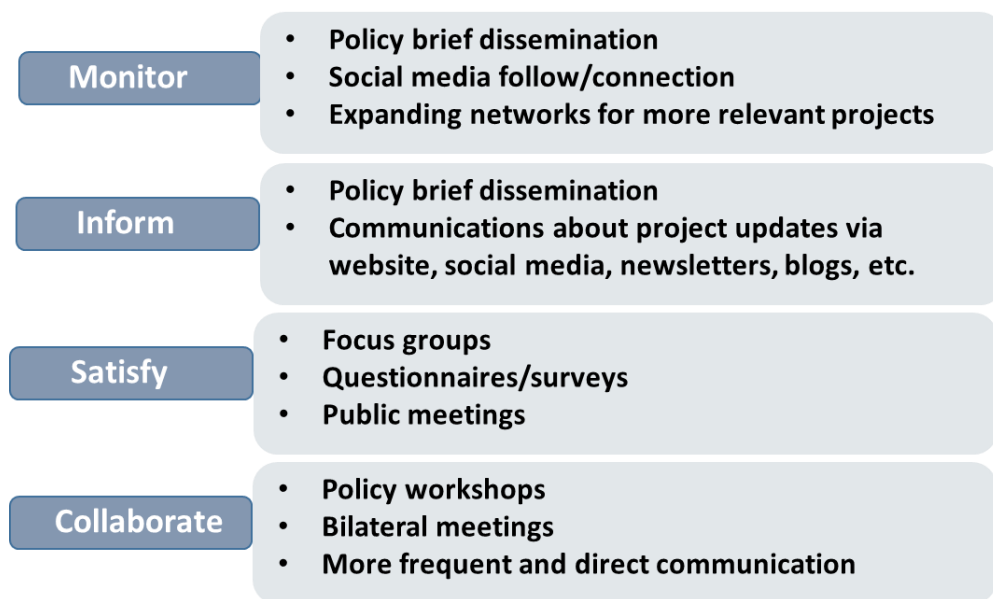 Monitor
• Policy brief dissemination
• Social media follow/connection
• Expanding networks for more relevant projects
Inform
• Policy brief dissemination
• Communications about project updates via
website, social media, newsletters, blogs, etc.
Satisfy
• Focus groups
• Questionnaires/surveys
• Public meetings
Collaborate
• Policy workshops
• Bilateral meetings
• More frequent and direct communication